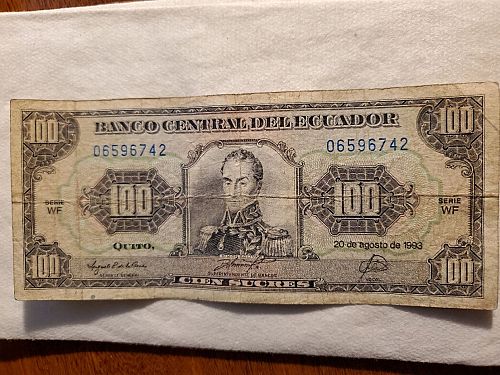 100 100
BANCO CENTRAL DEL ECUADOR
06596742 06596742
100 100
SERIE WF SERIE WF
QUITO, 20 de agosto de 1993
100 100
CIEN SUCRES